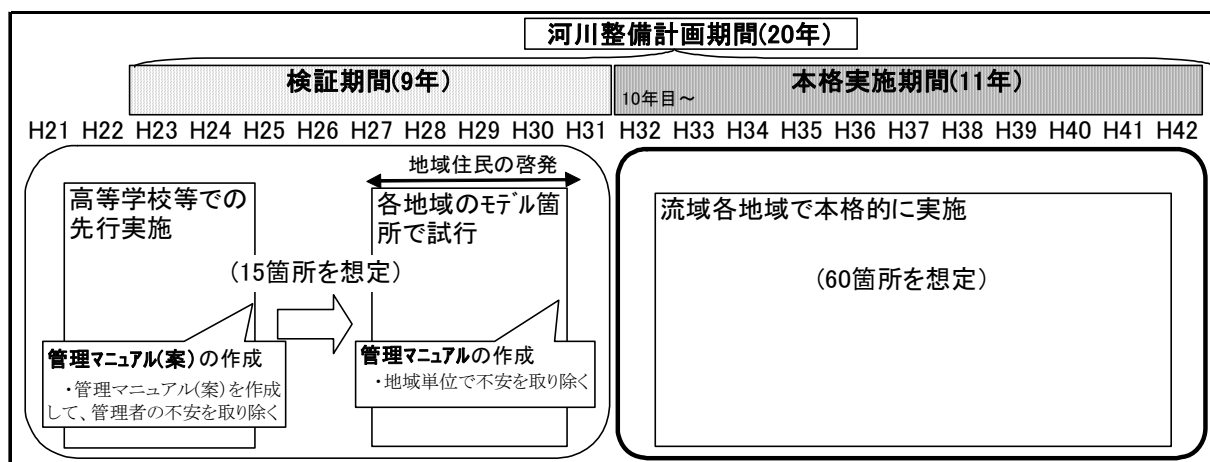 河川整備計画期間(20年)
検証期間(9年)
本格実施期間(11年)
10年目～
H21 H22 H23 H24 H25 H26 H27 H28 H29 H30 H31 H32 H33 H34 H35 H36 H37 H38 H39 H40 H41 H42
地域住民の啓発
高等学校等での
先行実施
各地域のﾓﾃﾞﾙ箇
所で試行
流域各地域で本格的に実施
(15箇所を想定)
(60箇所を想定)
管理ﾏﾆｭｱﾙ(案)の作成
・管理マニュアル(案)を作成
して、管理者の不安を取り除く
管理ﾏﾆｭｱﾙの作成
・地域単位で不安を取り除く